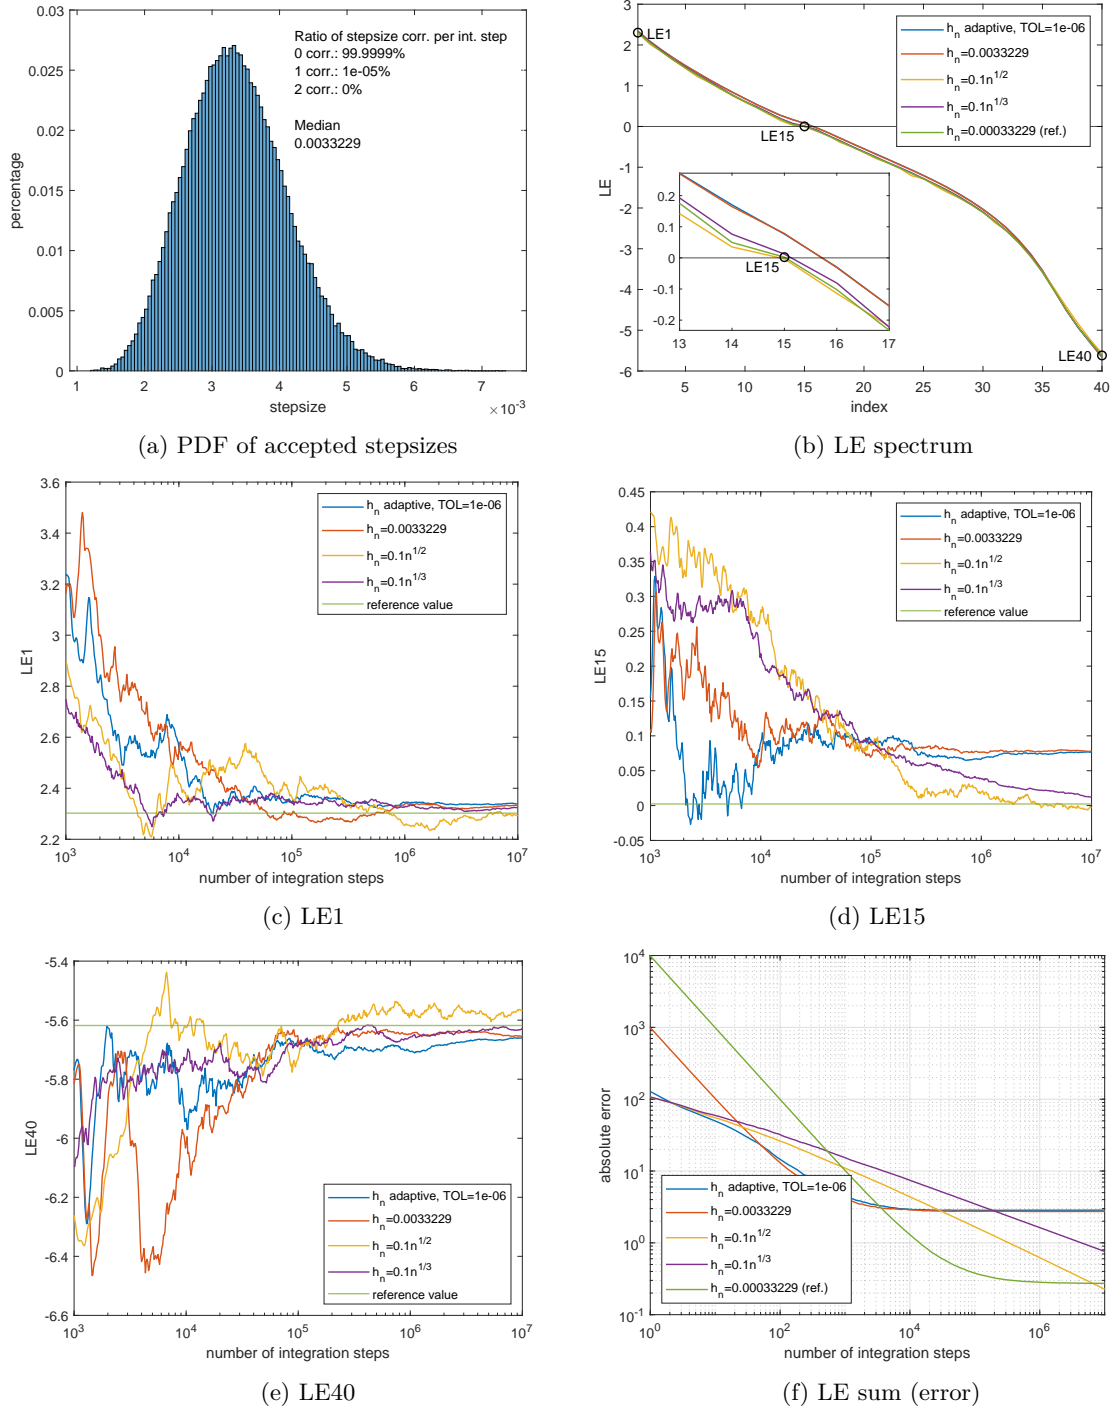 0.03
0.025
0.02
0.015
0.01
0.005
0
percentage
Ratio of stepsize corr. per int. step
0 corr.: 99.9999%
1 corr.: 1e-05%
2 corr.: 0%
Median
0.0033229
1 2 3 4 5 6 7
×10^-3
stepsize
(a) PDF of accepted stepsizes
3
2
1
0
-1
-2
-3
-4
-5
-6
LE
LE1
LE15
LE40
h_n adaptive, TOL=1e-06
h_n=0.0033229
h_n=0.1n^1/2
h_n=0.1n^1/3
h_n=0.00033229 (ref.)
0.2
0.1
0
-0.1
-0.2
LE15
13 14 15 16 17
5 10 15 20 25 30 35 40
index
(b) LE spectrum
3.6
3.4
3.2
3
2.8
2.6
2.4
2.2
LE1
h_n adaptive, TOL=1e-06
h_n=0.0033229
h_n=0.1n^1/2
h_n=0.1n^1/3
reference value
10^3 10^4 10^5 10^6 10^7
number of integration steps
(c) LE1
0.45
0.4
0.35
0.3
0.25
0.2
0.15
0.1
0.05
0
-0.05
LE15
h_n adaptive, TOL=1e-06
h_n=0.0033229
h_n=0.1n^1/2
h_n=0.1n^1/3
reference value
10^3 10^4 10^5 10^6 10^7
number of integration steps
(d) LE15
-5.4
-5.6
-5.8
-6
-6.2
-6.4
-6.6
LE40
h_n adaptive, TOL=1e-06
h_n=0.0033229
h_n=0.1n^1/2
h_n=0.1n^1/3
reference value
10^3 10^4 10^5 10^6 10^7
number of integration steps
(e) LE40
10^4
10^3
10^2
10^1
10^0
10^-1
absolute error
h_n adaptive, TOL=1e-06
h_n=0.0033229
h_n=0.1n^1/2
h_n=0.1n^1/3
h_n=0.00033229 (ref.)
10^0 10^2 10^4 10^6
number of integration steps
(f) LE sum (error)